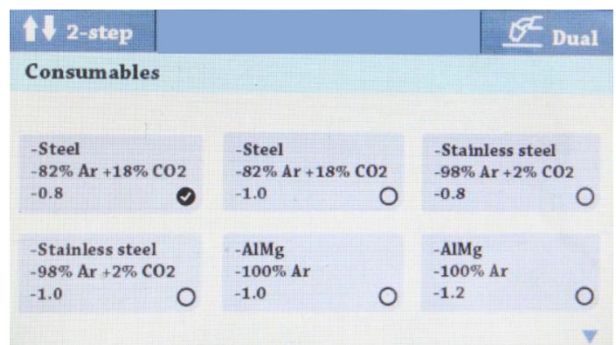 2-step
Dual
Consumables
-Steel
-82% Ar +18% CO2
-0.8
-Steel
-82% Ar +18% CO2
-1.0
-Stainless steel
-98% Ar +2% CO2
-0.8
-Stainless steel
-98% Ar +2% CO2
-1.0
-AlMg
-100% Ar
-1.0
-AlMg
-100% Ar
-1.2